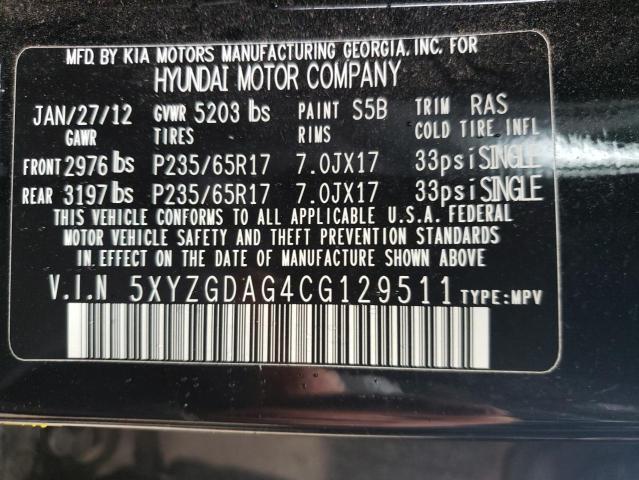 MFD. BY KIA MOTORS MANUFACTURING GEORGIA, INC. FOR
HYUNDAI MOTOR COMPANY
JAN/27/12 GVWR 5203 lbs PAINT S5B TRIM RAS
GAWR TIRES RIMS COLD TIRE INFL
FRONT 2976 lbs P235/65R17 7.0JX17 33psi SINGLE
REAR 3197 lbs P235/65R17 7.0JX17 33psi SINGLE
THIS VEHICLE CONFORMS TO ALL APPLICABLE U.S.A. FEDERAL
MOTOR VEHICLE SAFETY AND THEFT PREVENTION STANDARDS
IN EFFECT ON THE DATE OF MANUFACTURE SHOWN ABOVE
V.I.N 5XYZGDAG4CG129511 TYPE:MPV